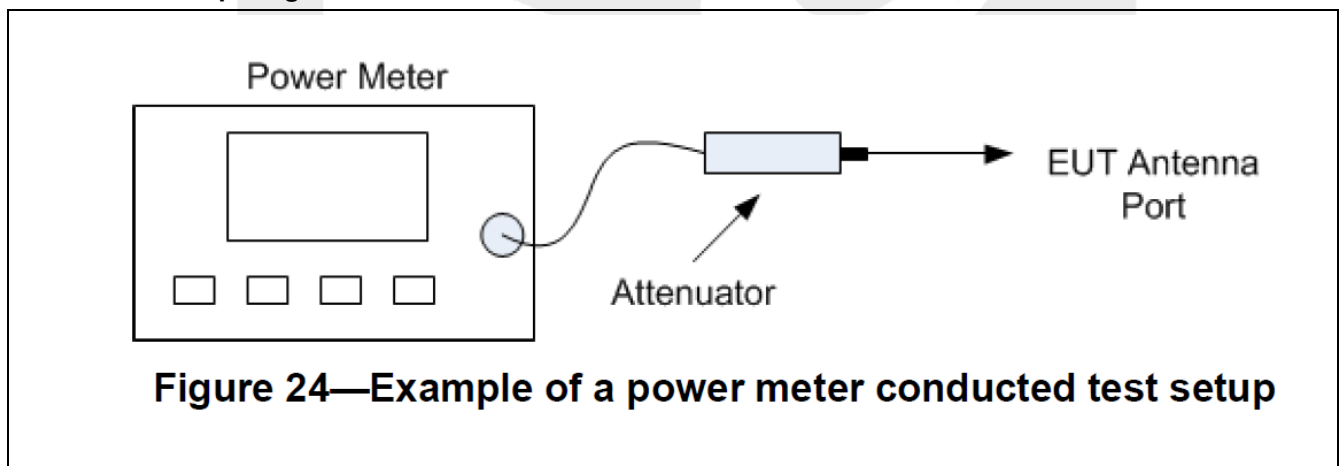 Power Meter
EUT Antenna
Port
Attenuator
Figure 24—Example of a power meter conducted test setup